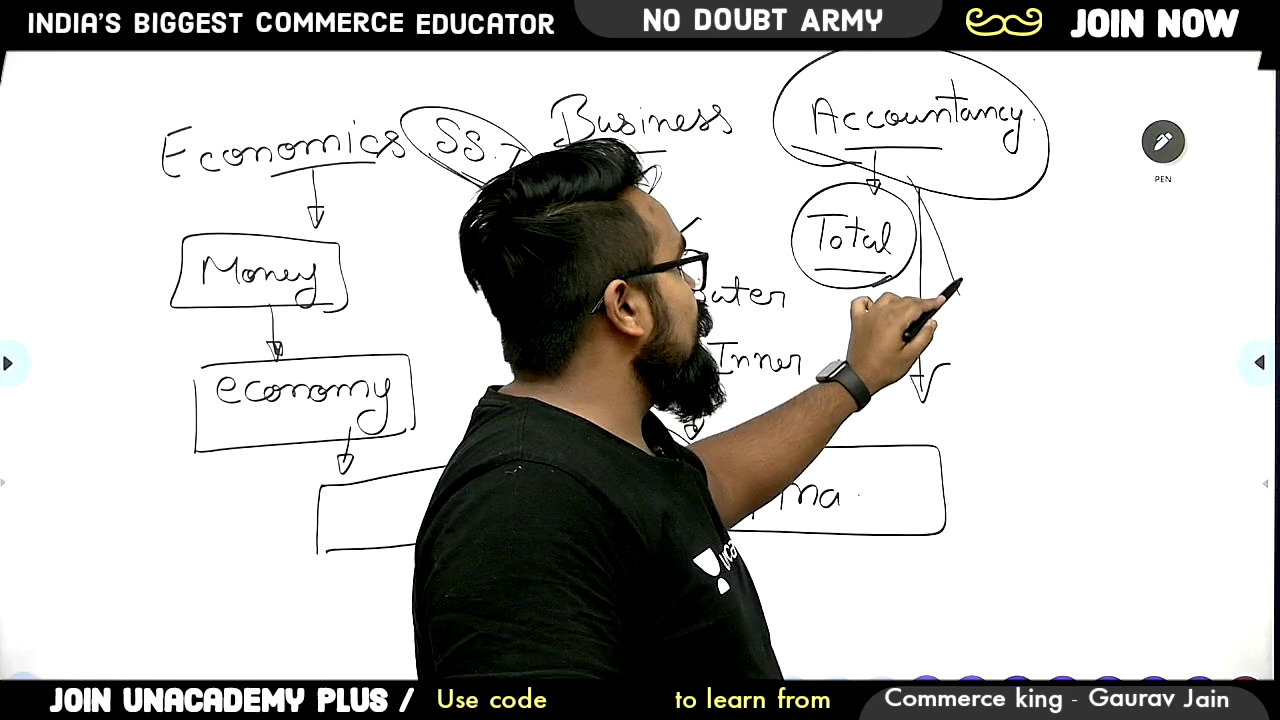 INDIA'S BIGGEST COMMERCE EDUCATOR
NO DOUBT ARMY
JOIN NOW
Economics
SS.T
Business
Accountancy
PEN
Money
Total
Inner
economy
JOIN UNACADEMY PLUS / Use code to learn from
Commerce king - Gaurav Jain